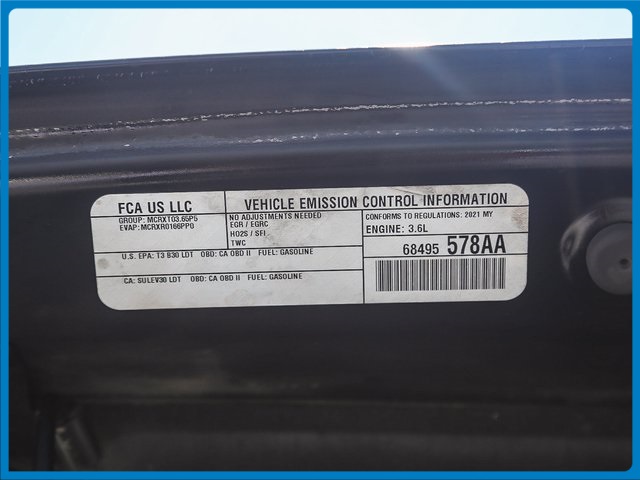 FCA US LLC
GROUP: MCRXT03.65P5
EVAP: MCRXR0166PP0
VEHICLE EMISSION CONTROL INFORMATION
NO ADJUSTMENTS NEEDED
EGR / EGRC
HO2S / SFI
TWC
CONFORMS TO REGULATIONS: 2021 MY
ENGINE: 3.6L
68495 578AA
U.S. EPA: T3 B30 LDT OBD: CA OBD II FUEL: GASOLINE
CA: SULEV30 LDT OBD: CA OBD II FUEL: GASOLINE